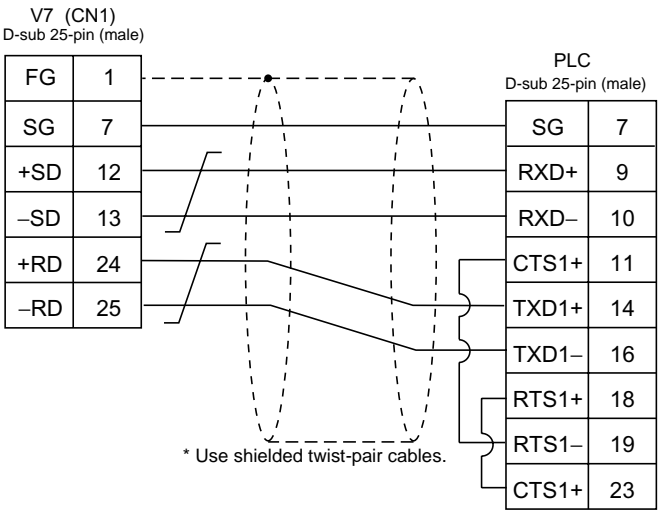 V7 (CN1)
D-sub 25-pin (male)
FG 1
SG 7
+SD 12
–SD 13
+RD 24
–RD 25
PLC
D-sub 25-pin (male)
SG 7
RXD+ 9
RXD– 10
CTS1+ 11
TXD1+ 14
TXD1– 16
RTS1+ 18
RTS1– 19
CTS1+ 23
* Use shielded twist-pair cables.